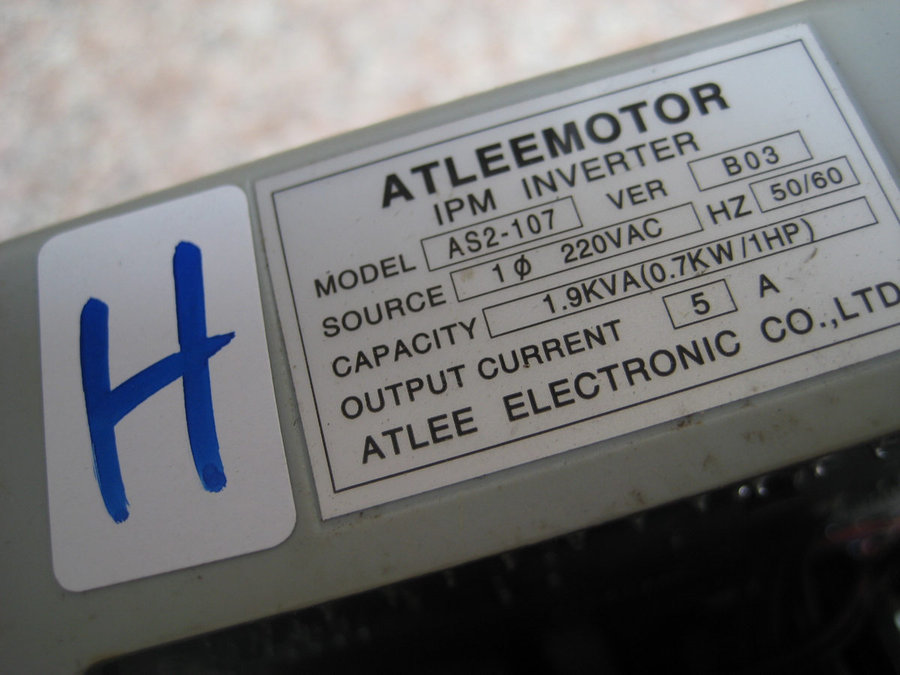 H
ATLEEMOTOR
IPM INVERTER
MODEL AS2-107 VER B03
SOURCE 1ϕ 220VAC HZ 50/60
CAPACITY 1.9KVA(0.7KW/1HP)
OUTPUT CURRENT 5 A
ATLEE ELECTRONIC CO.,LTD